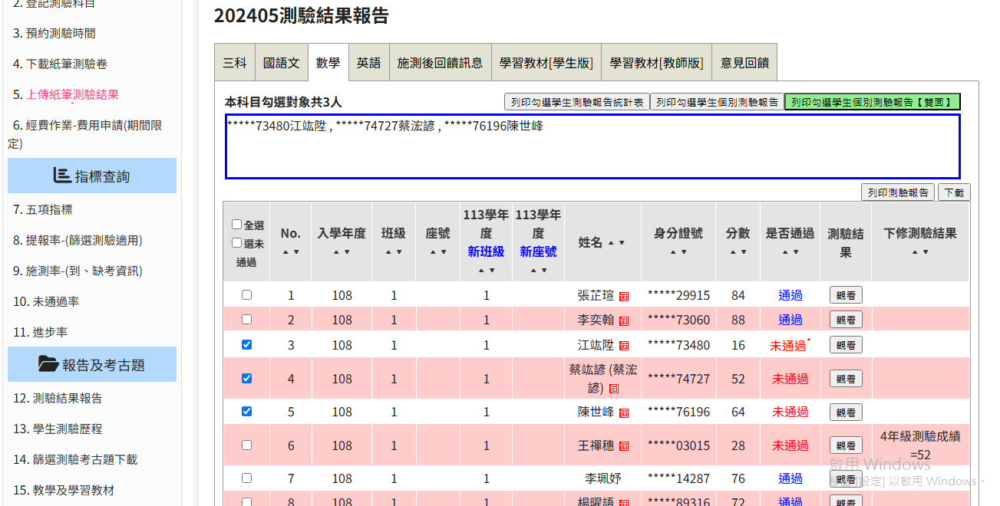 2. 登記測驗科目
3. 預約測驗時間
4. 下載紙筆測驗卷
5. 上傳紙筆測驗結果
6. 經費作業-費用申請(期間限
定)
指標查詢
7. 五項指標
8. 提報率-(篩選測驗適用)
9. 施測率-(到、缺考資訊)
10. 未通過率
11. 進步率
報告及考古題
12. 測驗結果報告
13. 學生測驗歷程
14. 篩選測驗考古題下載
15. 教學及學習教材
202405測驗結果報告
三科 國語文 數學 英語 施測後回饋訊息 學習教材[學生版] 學習教材[教師版] 意見回饋
本科目勾選對象共3人 列印勾選學生測驗報告統計表 列印勾選學生個別測驗報告 列印勾選學生個別測驗報告【雙面】
*****73480江竑陞 , *****74727蔡浤諺 , *****76196陳世峰
列印測驗報告 下載
全選 選未通過 No. ▲ ▼ 入學年度 ▲ ▼ 班級 ▲ ▼ 座號 ▲ ▼ 113學年度 新班級 ▲ ▼ 113學年度 新座號 ▲ ▼ 姓名 ▲ ▼ 身分證號 ▲ ▼ 分數 ▲ ▼ 是否通過 ▲ ▼ 測驗結果 下修測驗結果 ▲ ▼
1 108 1 1 張芷瑄 個 *****29915 84 通過 觀看
2 108 1 1 李奕翰 個 *****73060 88 通過 觀看
3 108 1 1 江竑陞 個 *****73480 16 未通過* 觀看
4 108 1 1 蔡竑諺 (蔡浤諺) 個 *****74727 52 未通過 觀看
5 108 1 1 陳世峰 個 *****76196 64 未通過 觀看
6 108 1 1 王禪穗 個 *****03015 28 未通過 觀看 4年級測驗成績=52
7 108 1 1 李珮妤 *****14287 76 通過 觀看
8 108 1 1 楊曜語 個 *****89316 72 通過 觀看
啟用 Windows
移至 [設定] 以啟用 Windows。